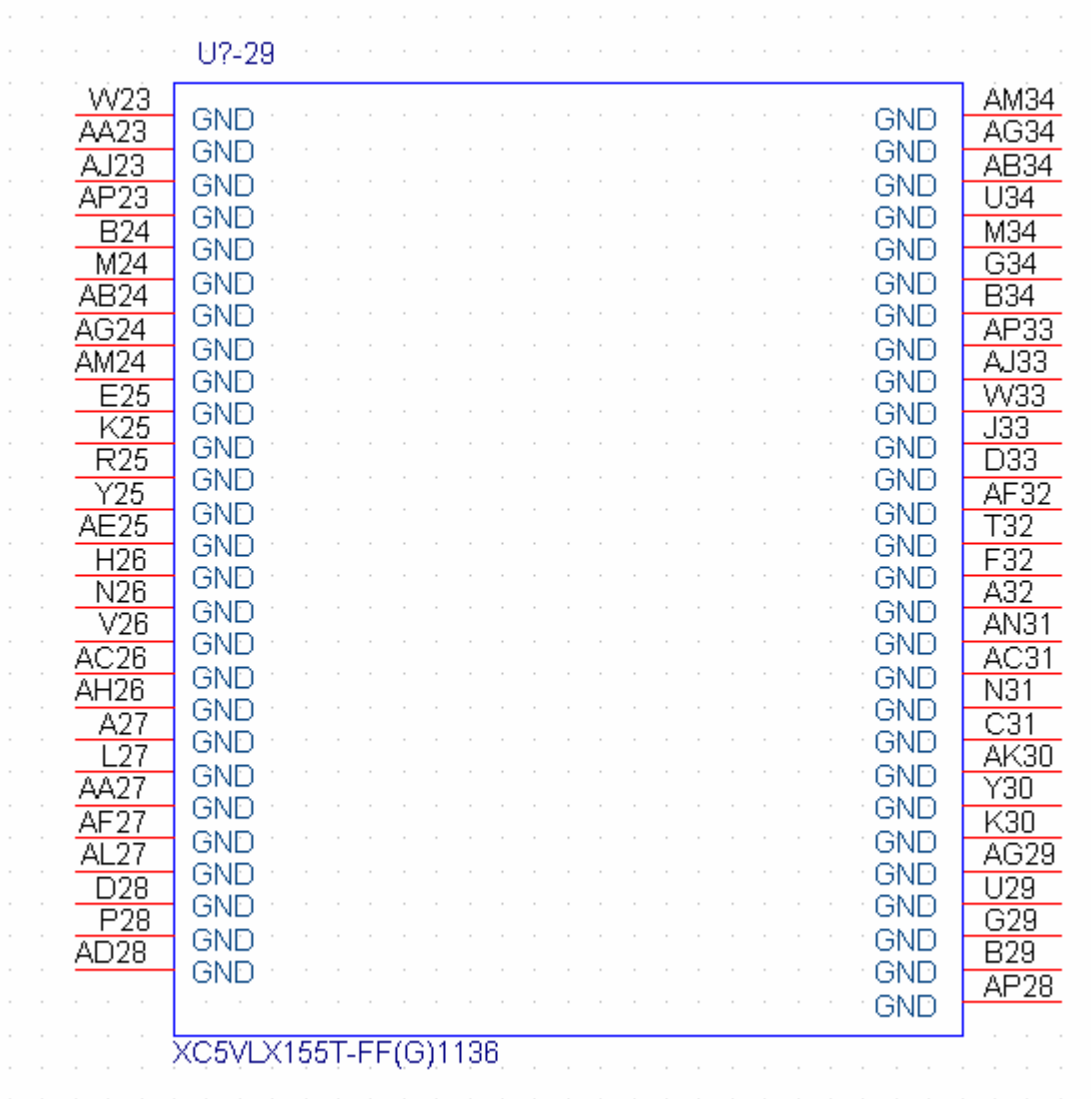 U?-29
W23 GND GND AM34
AA23 GND GND AG34
AJ23 GND GND AB34
AP23 GND GND U34
B24 GND GND M34
M24 GND GND G34
AB24 GND GND B34
AG24 GND GND AP33
AM24 GND GND AJ33
E25 GND GND W33
K25 GND GND J33
R25 GND GND D33
Y25 GND GND AF32
AE25 GND GND T32
H26 GND GND F32
N26 GND GND A32
V26 GND GND AN31
AC26 GND GND AC31
AH26 GND GND N31
A27 GND GND C31
L27 GND GND AK30
AA27 GND GND Y30
AF27 GND GND K30
AL27 GND GND AG29
D28 GND GND U29
P28 GND GND G29
AD28 GND GND B29
GND AP28
XC5VLX155T-FF(G)1136